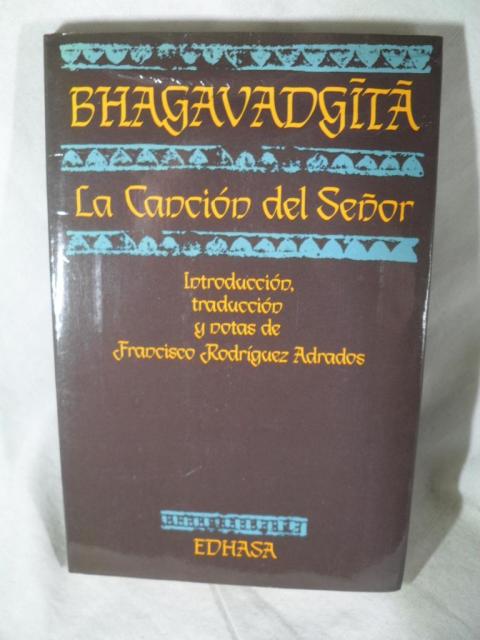 BHAGAVADGĪTĀ
La Canción del Señor
Introducción,
traducción
y notas de
Francisco Rodríguez Adrados
EDHASA